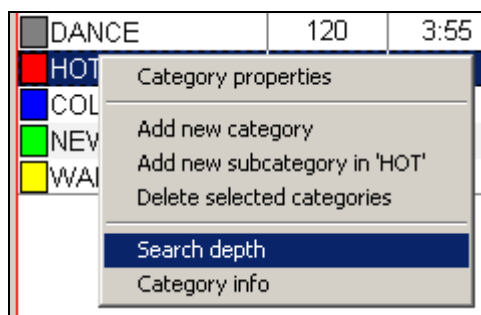 DANCE 120 3:55
HOT
Category properties
COL
Add new category
NEW
Add new subcategory in 'HOT'
WAI
Delete selected categories
Search depth
Category info